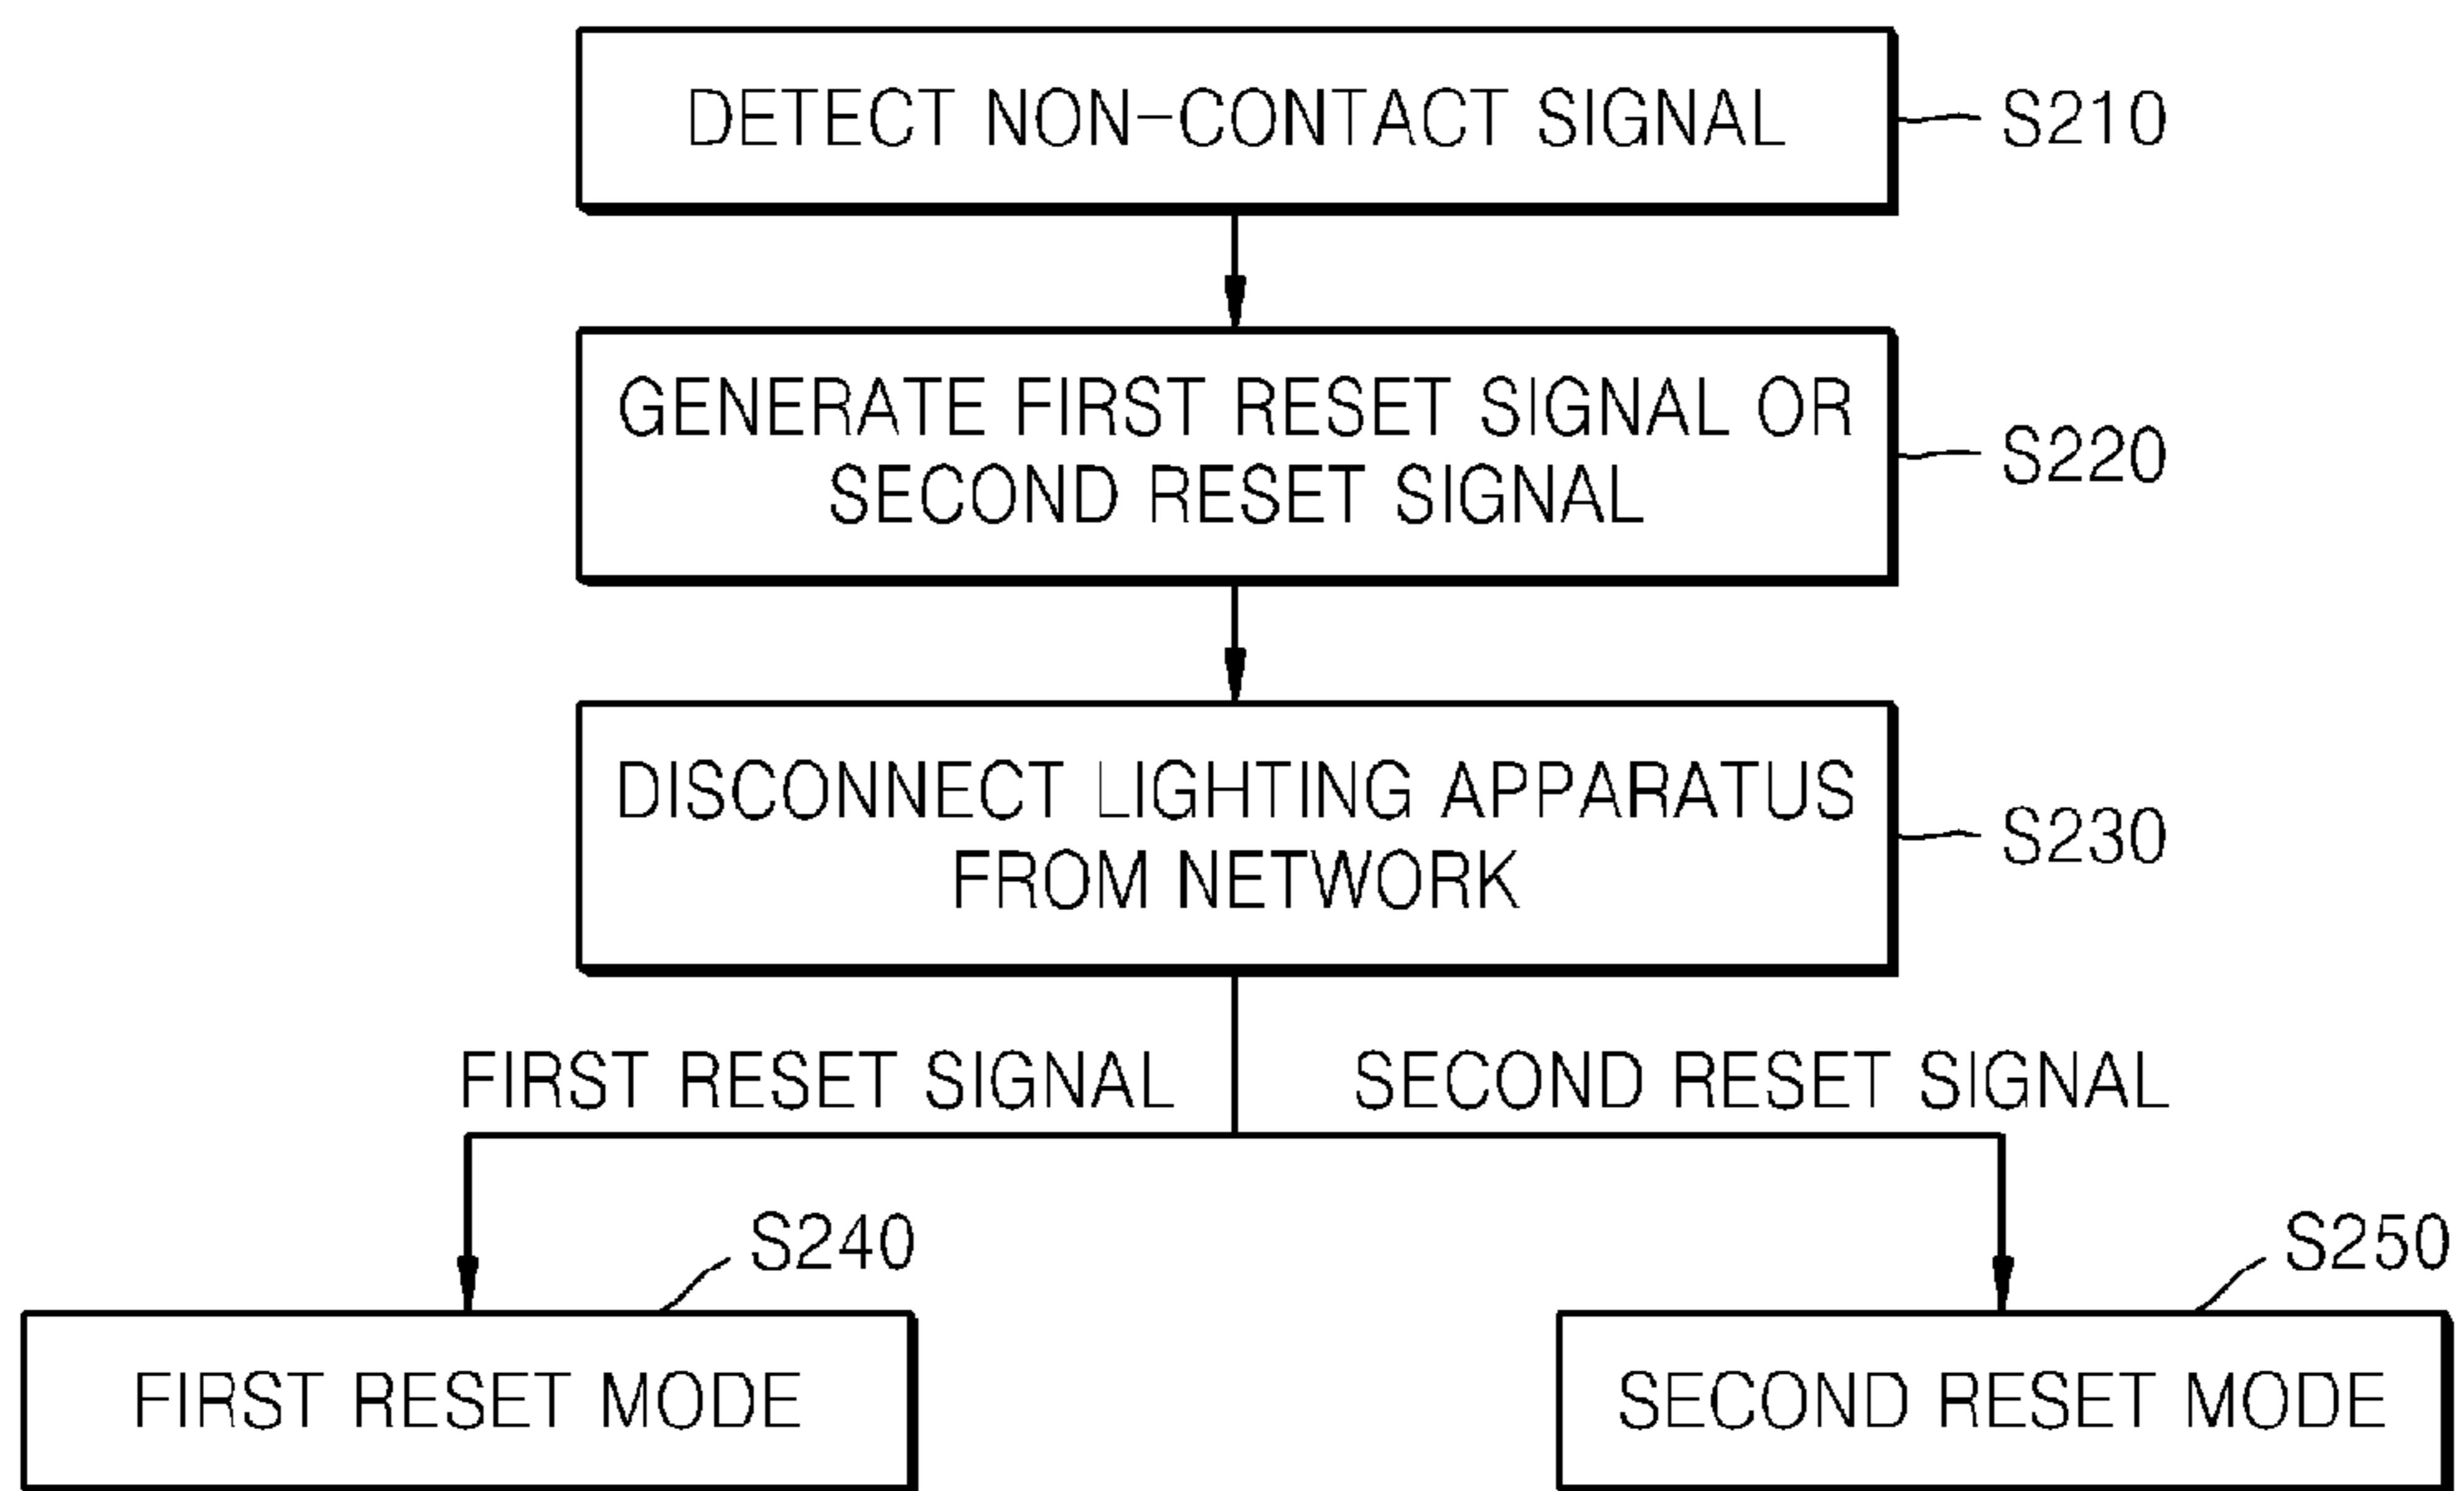 DETECT NON-CONTACT SIGNAL
S210
GENERATE FIRST RESET SIGNAL OR
SECOND RESET SIGNAL
S220
DISCONNECT LIGHTING APPARATUS
FROM NETWORK
S230
FIRST RESET SIGNAL
SECOND RESET SIGNAL
S240
S250
FIRST RESET MODE
SECOND RESET MODE